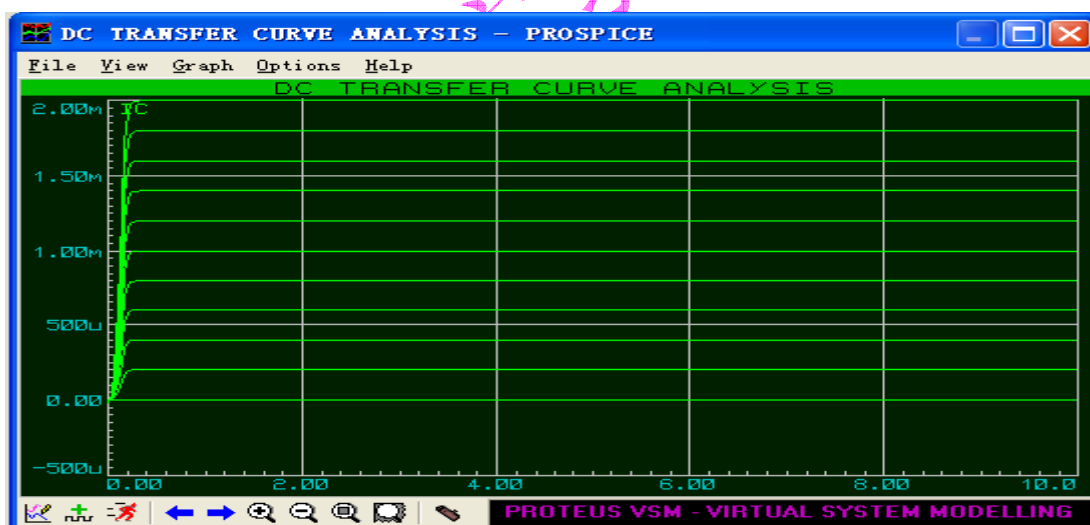 DC TRANSFER CURVE ANALYSIS - PROSPICE
File View Graph Options Help
DC TRANSFER CURVE ANALYSIS
2.00m
IC
1.50m
1.00m
500u
0.00
-500u
0.00 2.00 4.00 6.00 8.00 10.0
PROTEUS VSM - VIRTUAL SYSTEM MODELLING